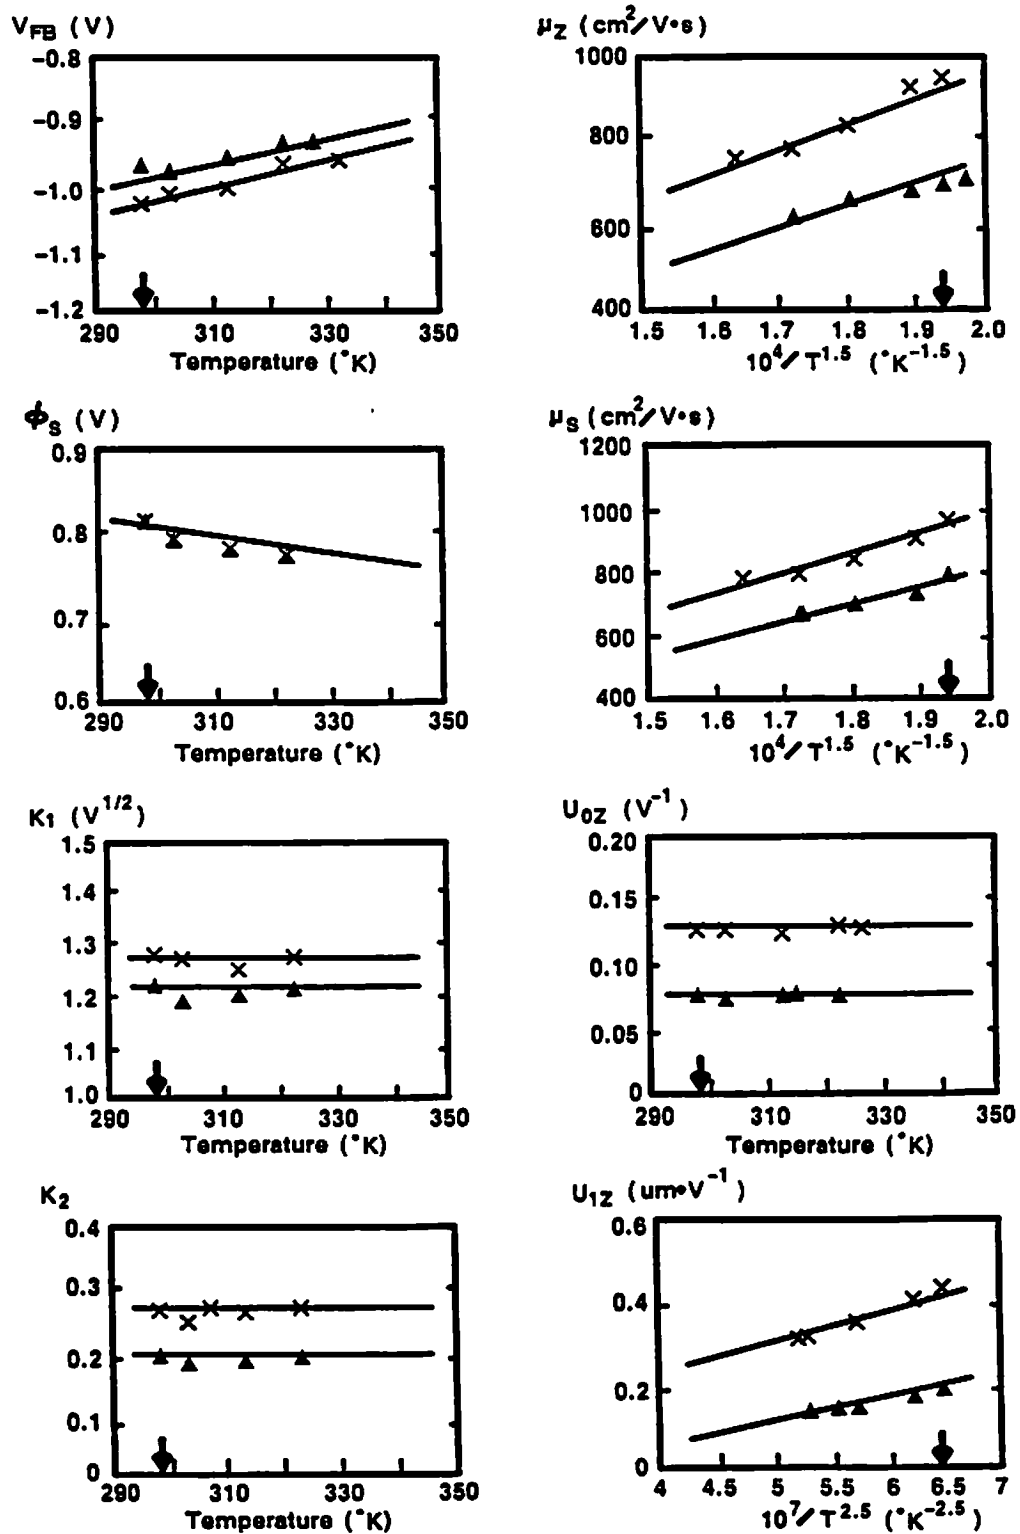 V_FB (V)
−0.8
−0.9
−1.0
−1.1
−1.2
290 310 330 350
Temperature (°K)
μ_Z (cm²/V•s)
1000
800
600
400
1.5 1.6 1.7 1.8 1.9 2.0
10⁴/T^1.5 (°K^−1.5)
ϕ_S (V)
0.9
0.8
0.7
0.6
290 310 330 350
Temperature (°K)
μ_S (cm²/V•s)
1200
1000
800
600
400
1.5 1.6 1.7 1.8 1.9 2.0
10⁴/T^1.5 (°K^−1.5)
K₁ (V^1/2)
1.5
1.4
1.3
1.2
1.1
1.0
290 310 330 350
Temperature (°K)
U_0Z (V^−1)
0.20
0.15
0.10
0.05
0
290 310 330 350
Temperature (°K)
K₂
0.4
0.3
0.2
0.1
0
290 310 330 350
Temperature (°K)
U_1Z (um•V^−1)
0.6
0.4
0.2
0
4 4.5 5 5.5 6 6.5 7
10⁷/T^2.5 (°K^−2.5)